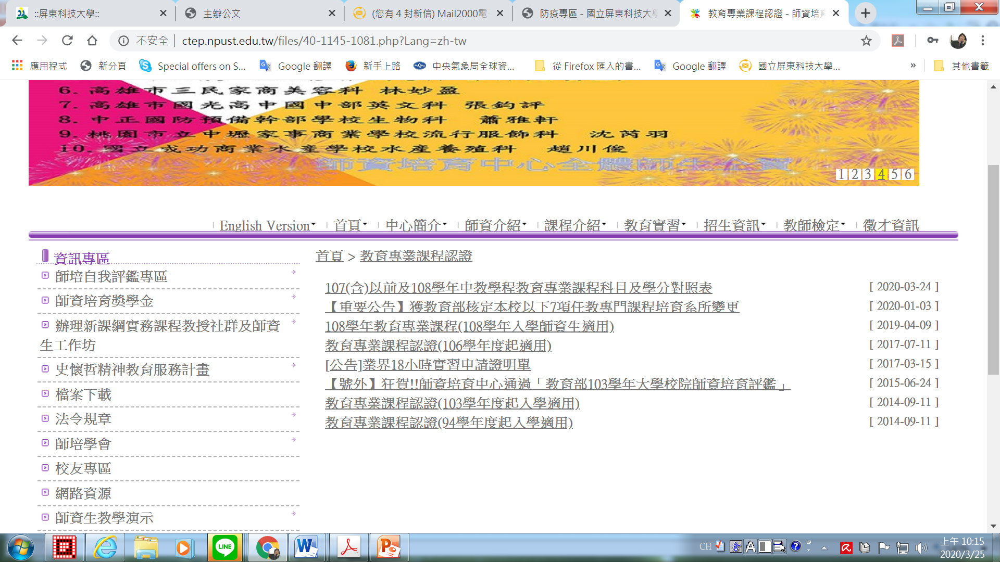 ::屏東科技大學::
主辦公文
(您有 4 封新信) Mail2000電
防疫專區 - 國立屏東科技大學
教育專業課程認證 - 師資培育
不安全 | ctep.npust.edu.tw/files/40-1145-1081.php?Lang=zh-tw
應用程式
新分頁
Special offers on S...
Google 翻譯
新手上路
中央氣象局全球資...
從 Firefox 匯入的書...
Google 翻譯
國立屏東科技大學...
»
其他書籤
6. 高雄市三民家商美容科 林妙盈
7. 高雄市國光高中國中部英文科 張鈞評
8. 中正國防預備幹部學校生物科 蕭雅軒
9. 桃園市立中壢家事商業學校流行服飾科 沈芮羽
10. 國立成功商業水產學校水產養殖科 趙川俊
師資培育中心全體師生恭賀
1 2 3 4 5 6
English Version
首頁
中心簡介
師資介紹
課程介紹
教育實習
招生資訊
教師檢定
徵才資訊
資訊專區
師培自我評鑑專區
師資培育獎學金
辦理新課綱實務課程教授社群及師資
生工作坊
史懷哲精神教育服務計畫
檔案下載
法令規章
師培學會
校友專區
網路資源
師資生教學演示
首頁 > 教育專業課程認證
107(含)以前及108學年中教學程教育專業課程科目及學分對照表 [ 2020-03-24 ]
【重要公告】獲教育部核定本校以下7項任教專門課程培育系所變更 [ 2020-01-03 ]
108學年教育專業課程(108學年入學師資生適用) [ 2019-04-09 ]
教育專業課程認證(106學年度起適用) [ 2017-07-11 ]
[公告]業界18小時實習申請證明單 [ 2017-03-15 ]
【號外】狂賀!!師資培育中心通過「教育部103學年大學校院師資培育評鑑」 [ 2015-06-24 ]
教育專業課程認證(103學年度起入學適用) [ 2014-09-11 ]
教育專業課程認證(94學年度起入學適用) [ 2014-09-11 ]
LINE
CH
上午 10:15
2020/3/25